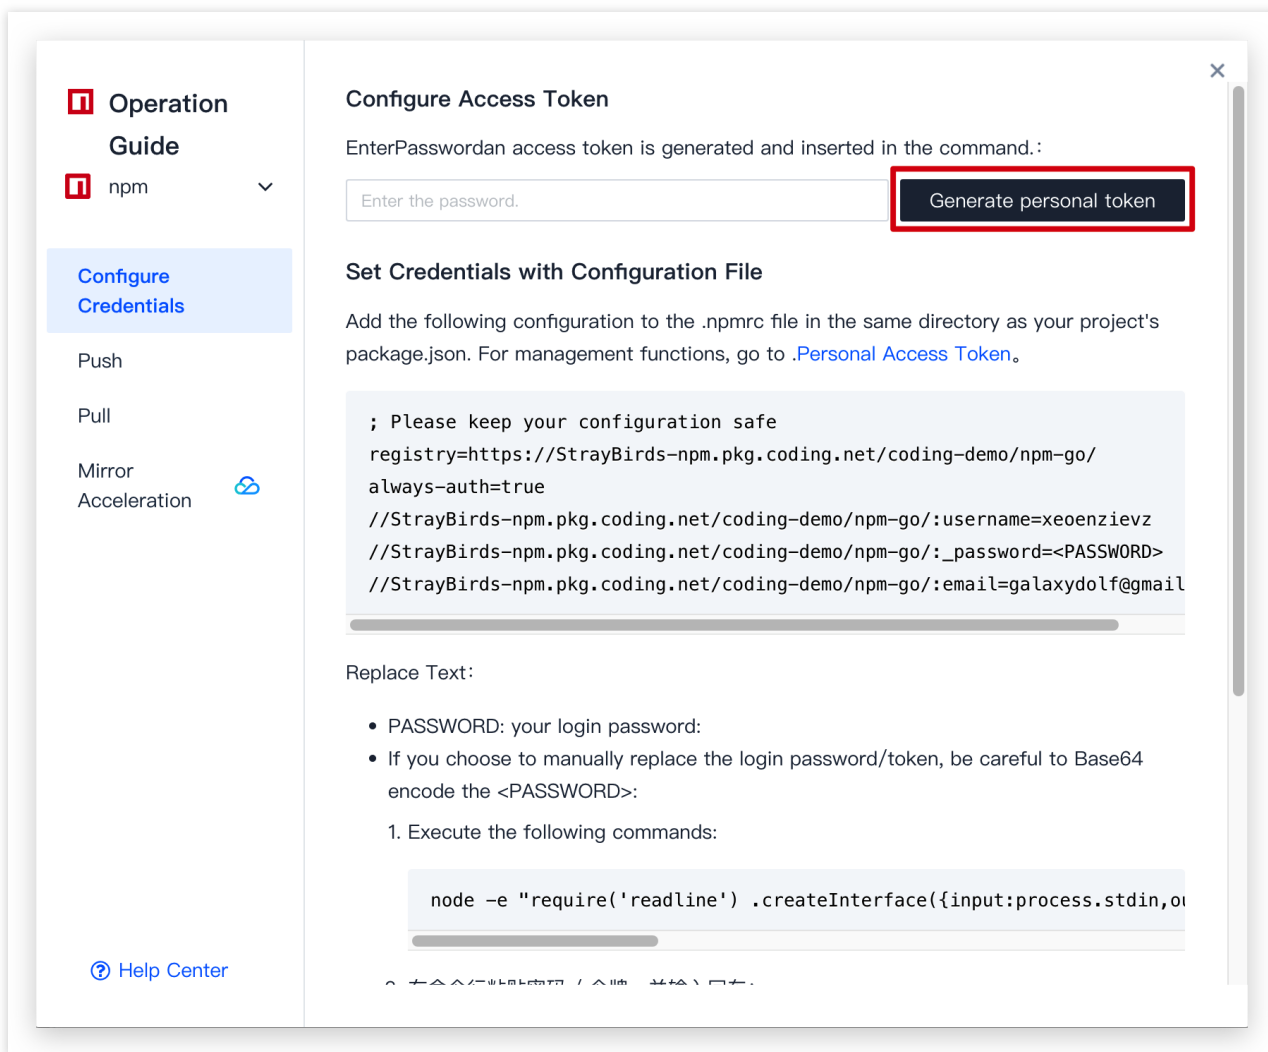 Operation
Guide
npm
Configure
Credentials
Push
Pull
Mirror
Acceleration
Help Center
Configure Access Token
EnterPasswordan access token is generated and inserted in the command.：
Enter the password.
Generate personal token
Set Credentials with Configuration File
Add the following configuration to the .npmrc file in the same directory as your project's
package.json. For management functions, go to .Personal Access Token。
; Please keep your configuration safe
registry=https://StrayBirds-npm.pkg.coding.net/coding-demo/npm-go/
always-auth=true
//StrayBirds-npm.pkg.coding.net/coding-demo/npm-go/:username=xeoenzievz
//StrayBirds-npm.pkg.coding.net/coding-demo/npm-go/:_password=<PASSWORD>
//StrayBirds-npm.pkg.coding.net/coding-demo/npm-go/:email=galaxydolf@gmail
Replace Text：
• PASSWORD: your login password:
• If you choose to manually replace the login password/token, be careful to Base64
encode the <PASSWORD>:
1. Execute the following commands:
node -e "require('readline') .createInterface({input:process.stdin,ou